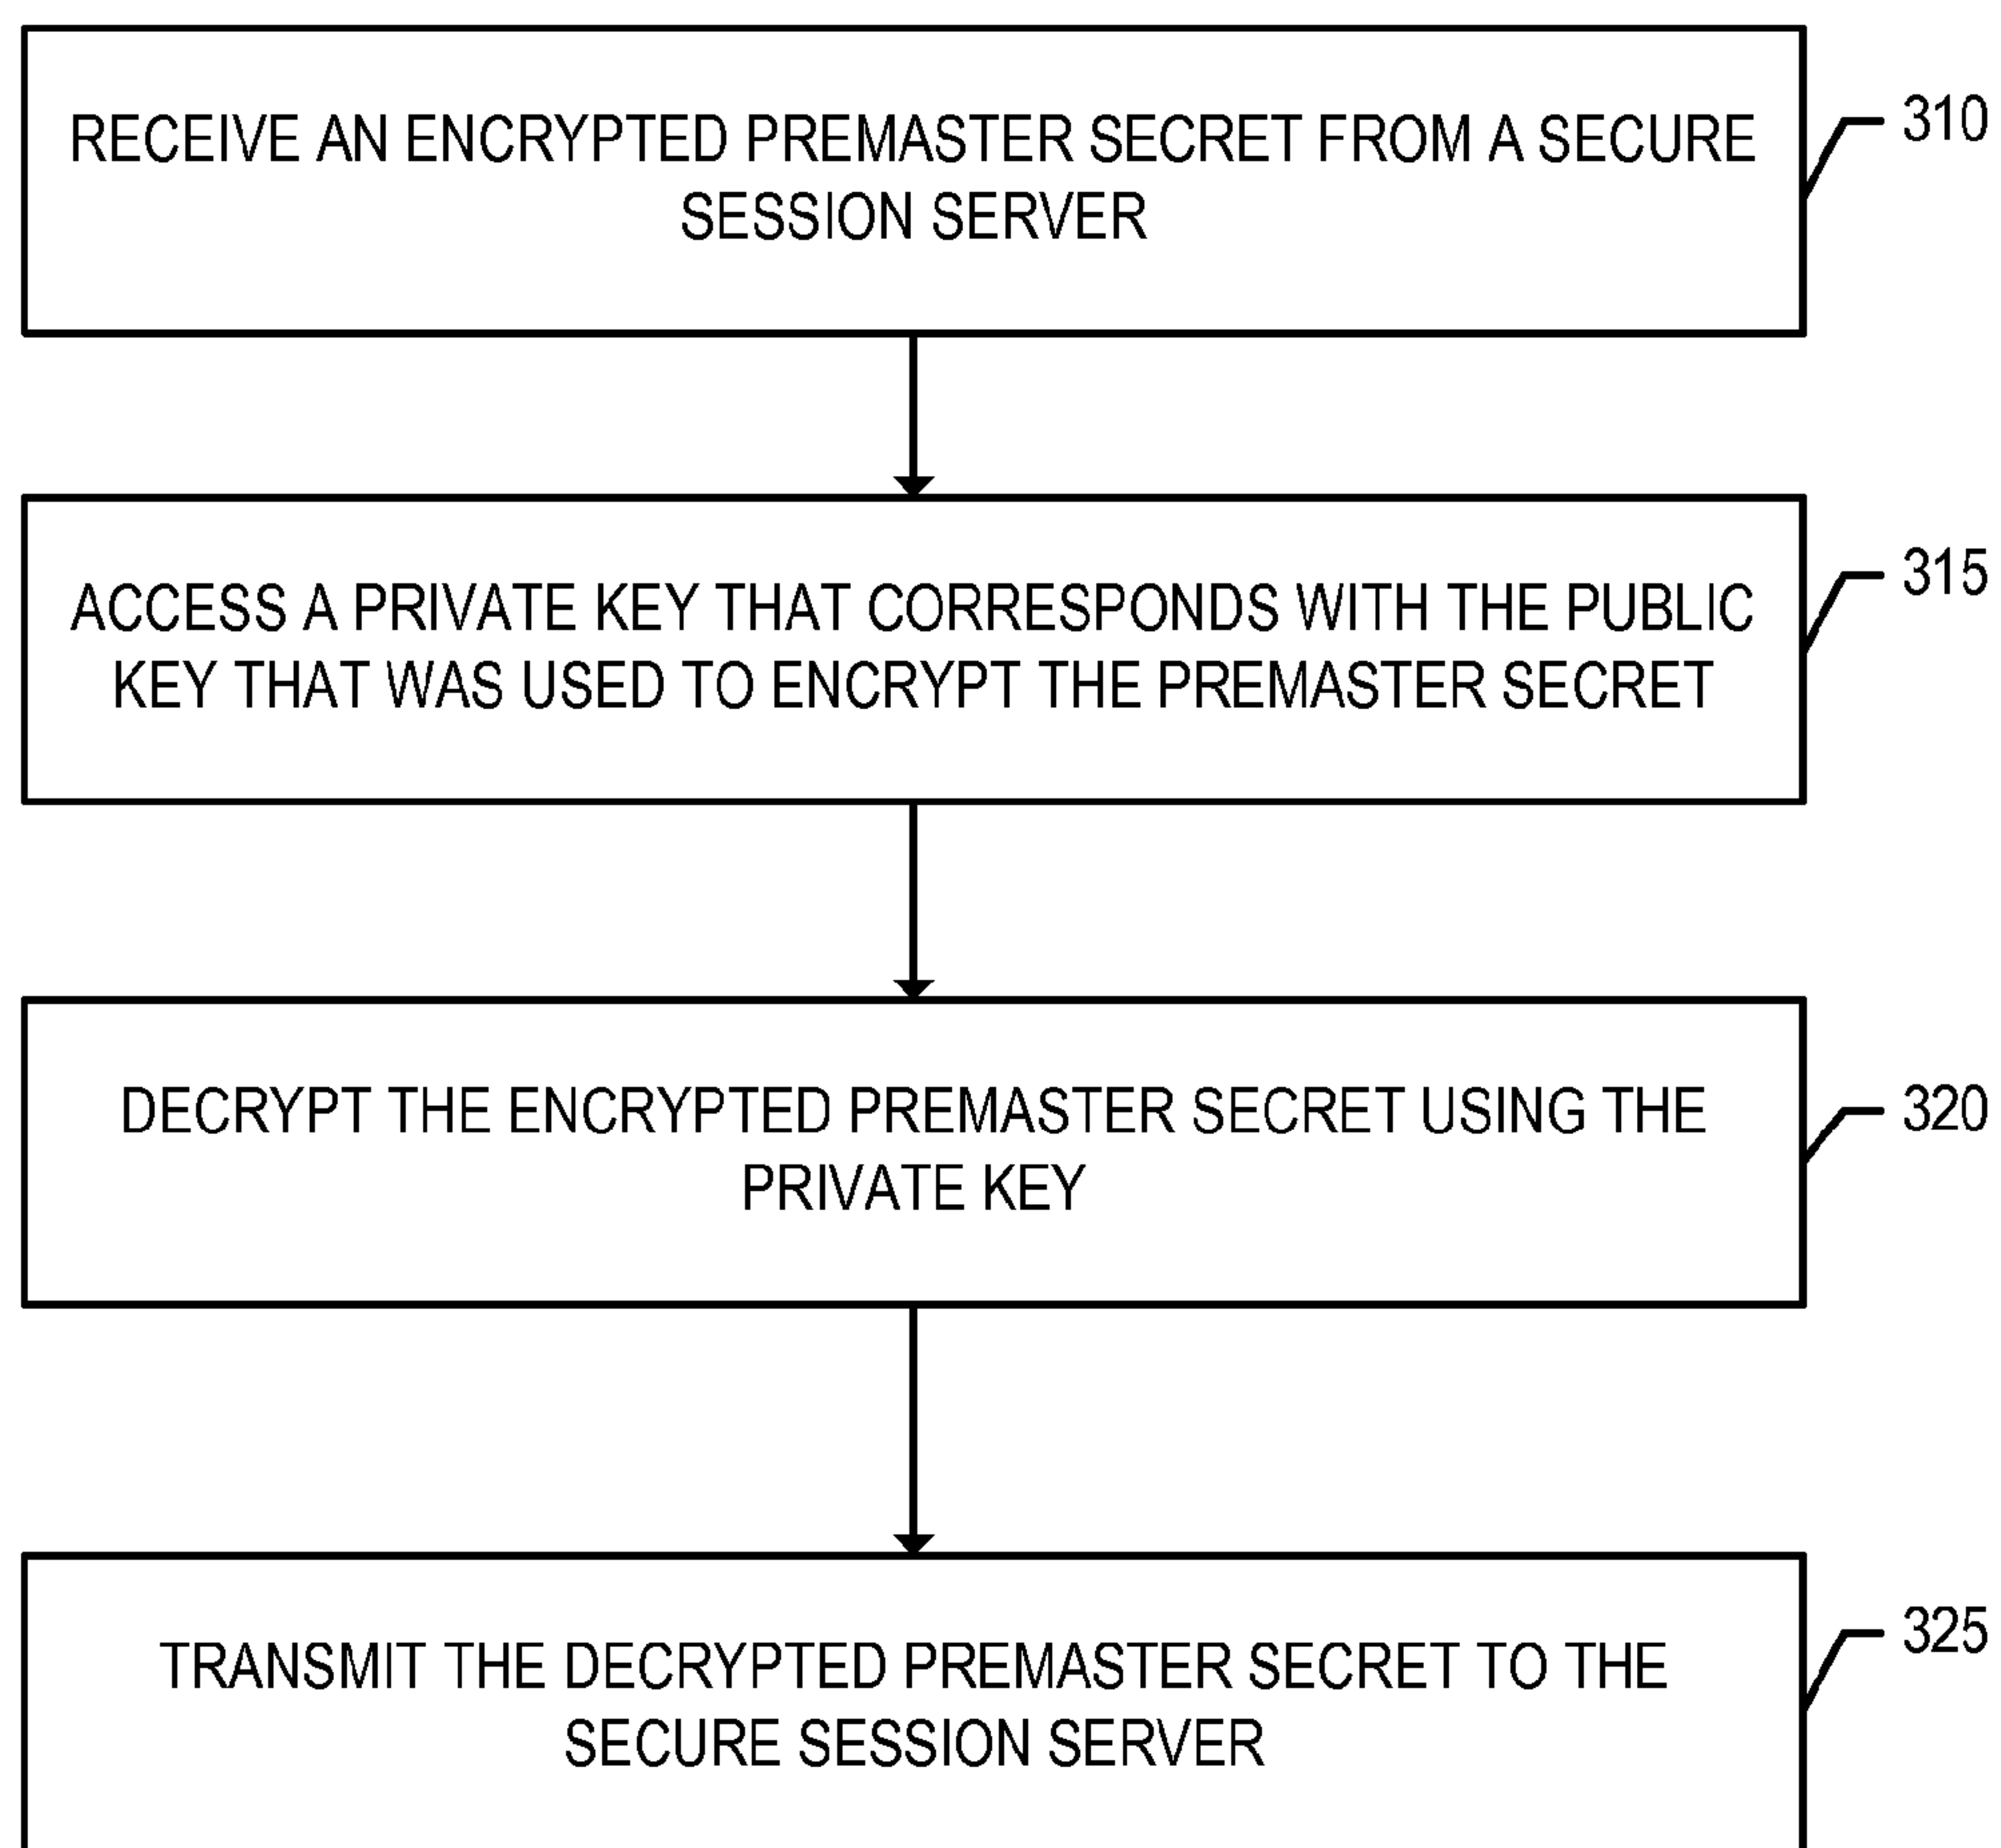 RECEIVE AN ENCRYPTED PREMASTER SECRET FROM A SECURE
SESSION SERVER
310
ACCESS A PRIVATE KEY THAT CORRESPONDS WITH THE PUBLIC
KEY THAT WAS USED TO ENCRYPT THE PREMASTER SECRET
315
DECRYPT THE ENCRYPTED PREMASTER SECRET USING THE
PRIVATE KEY
320
TRANSMIT THE DECRYPTED PREMASTER SECRET TO THE
SECURE SESSION SERVER
325